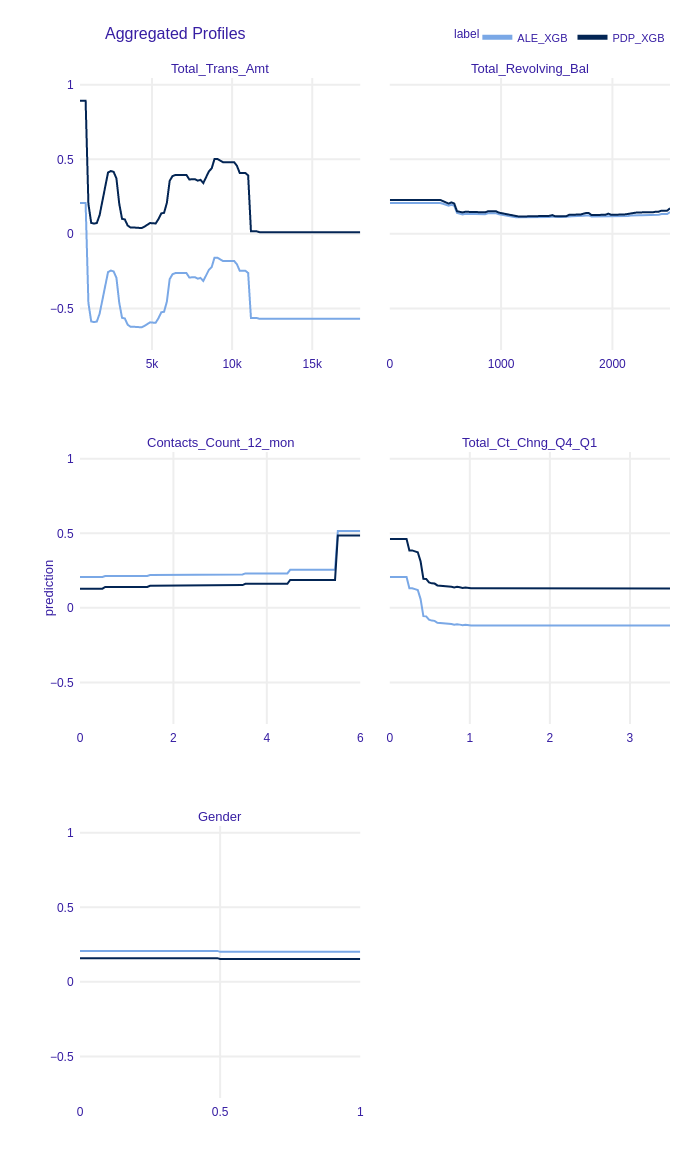 Aggregated Profiles
label ALE_XGB PDP_XGB
Total_Trans_Amt Total_Revolving_Bal
1
0.5
0
−0.5
5k 10k 15k 0 1000 2000
Contacts_Count_12_mon Total_Ct_Chng_Q4_Q1
1
0.5
0
−0.5
prediction
0 2 4 6 0 1 2 3
Gender
1
0.5
0
−0.5
0 0.5 1